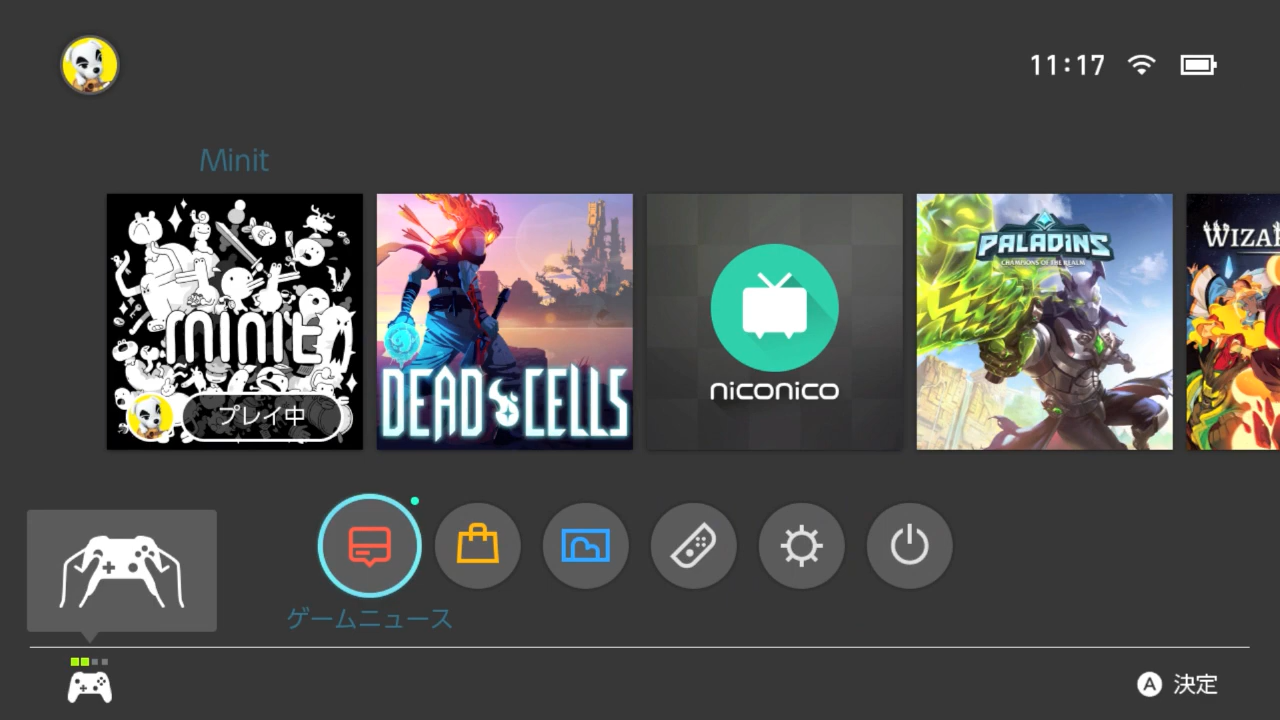 11:17
Minit
minit
プレイ中
DEAD CELLS
niconico
PALADINS
CHAMPIONS OF THE REALM
WIZA
ゲームニュース
A 決定